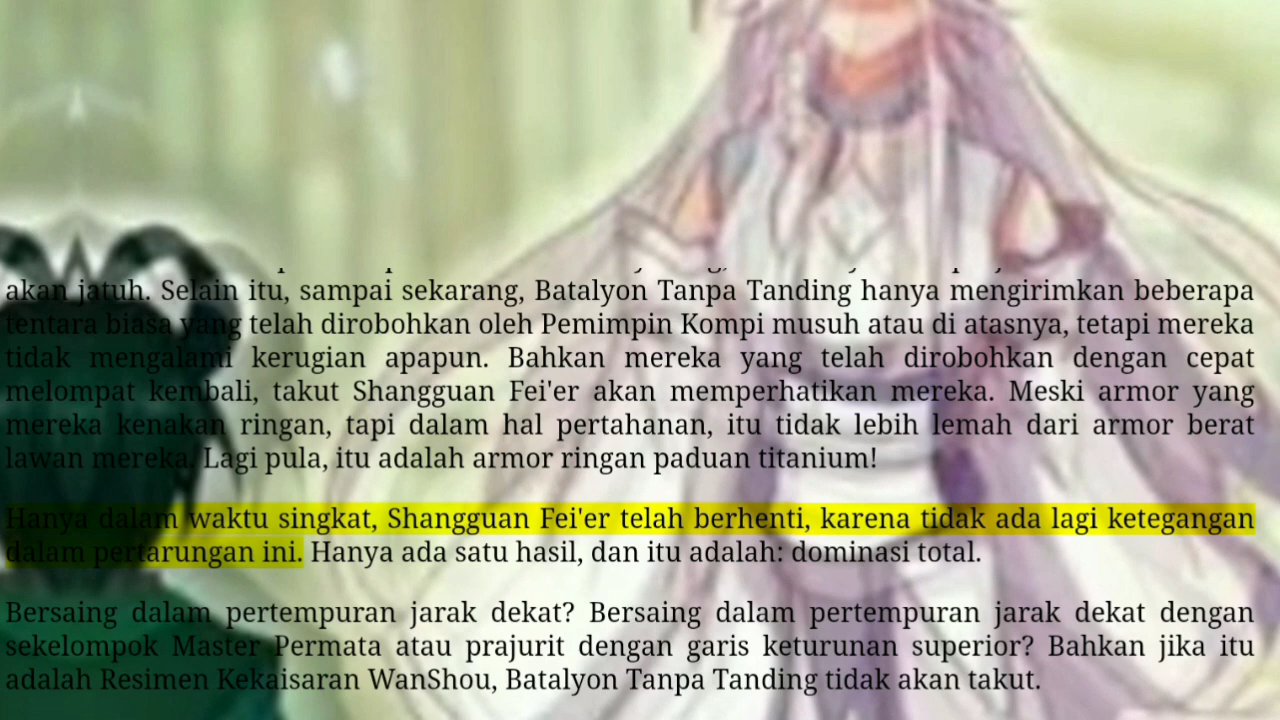 akan jatuh. Selain itu, sampai sekarang, Batalyon Tanpa Tanding hanya mengirimkan beberapa
tentara biasa yang telah dirobohkan oleh Pemimpin Kompi musuh atau di atasnya, tetapi mereka
tidak mengalami kerugian apapun. Bahkan mereka yang telah dirobohkan dengan cepat
melompat kembali, takut Shangguan Fei'er akan memperhatikan mereka. Meski armor yang
mereka kenakan ringan, tapi dalam hal pertahanan, itu tidak lebih lemah dari armor berat
lawan mereka. Lagi pula, itu adalah armor ringan paduan titanium!
Hanya dalam waktu singkat, Shangguan Fei'er telah berhenti, karena tidak ada lagi ketegangan
dalam pertarungan ini. Hanya ada satu hasil, dan itu adalah: dominasi total.
Bersaing dalam pertempuran jarak dekat? Bersaing dalam pertempuran jarak dekat dengan
sekelompok Master Permata atau prajurit dengan garis keturunan superior? Bahkan jika itu
adalah Resimen Kekaisaran WanShou, Batalyon Tanpa Tanding tidak akan takut.